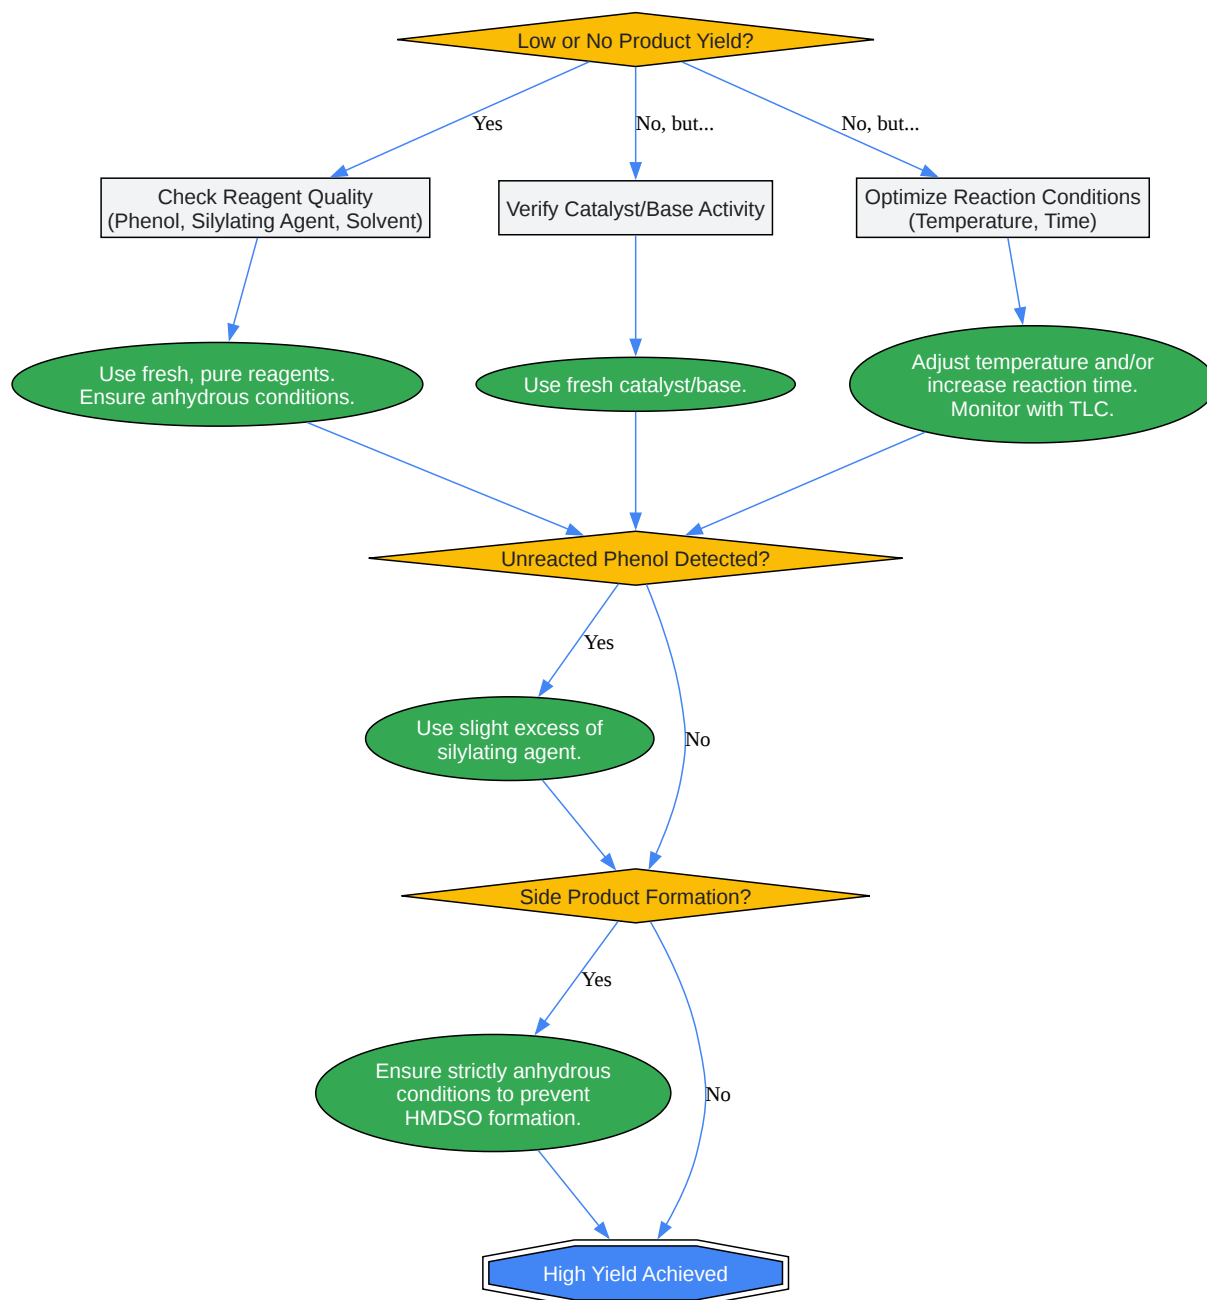 Low or No Product Yield?
Yes
No, but...
No, but...
Check Reagent Quality
(Phenol, Silylating Agent, Solvent)
Verify Catalyst/Base Activity
Optimize Reaction Conditions
(Temperature, Time)
Use fresh, pure reagents.
Ensure anhydrous conditions.
Use fresh catalyst/base.
Adjust temperature and/or
increase reaction time.
Monitor with TLC.
Unreacted Phenol Detected?
Yes
No
Use slight excess of
silylating agent.
Side Product Formation?
Yes
No
Ensure strictly anhydrous
conditions to prevent
HMDSO formation.
High Yield Achieved